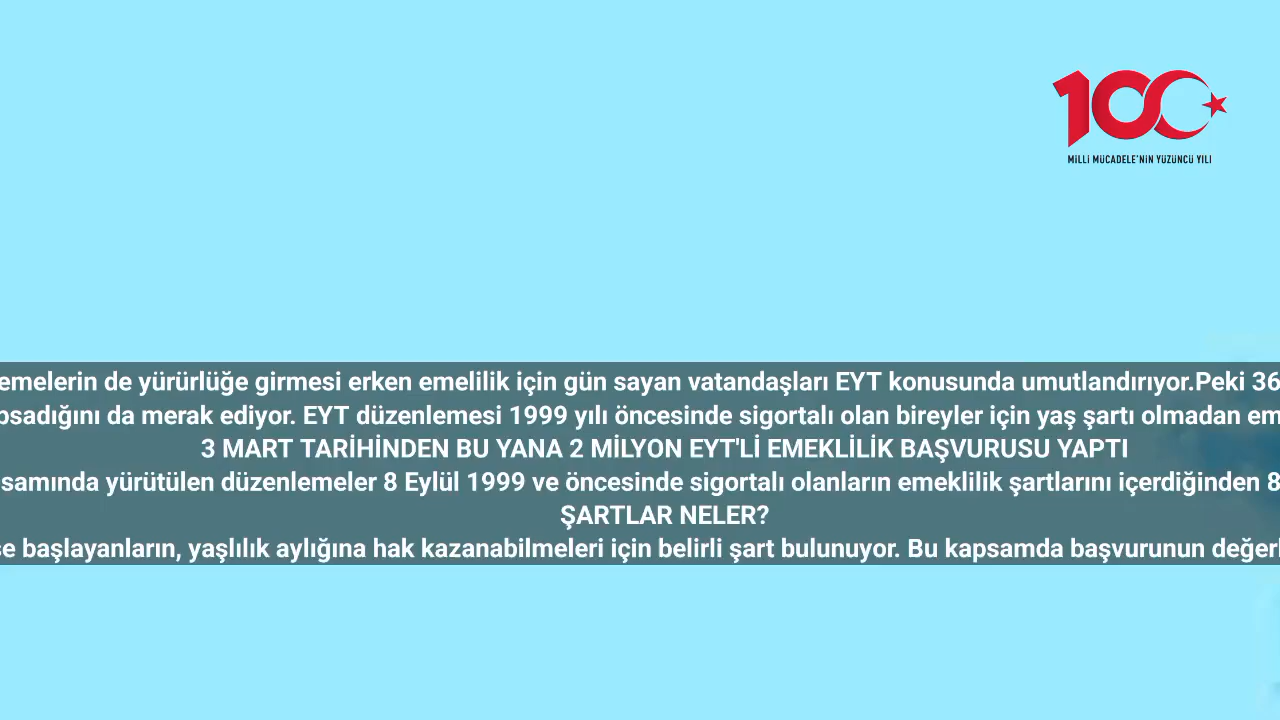 MİLLİ MÜCADELE'NİN YÜZÜNCÜ YILI
emelerin de yürürlüğe girmesi erken emelilik için gün sayan vatandaşları EYT konusunda umutlandırıyor.Peki 36
psadığını da merak ediyor. EYT düzenlemesi 1999 yılı öncesinde sigortalı olan bireyler için yaş şartı olmadan em
3 MART TARİHİNDEN BU YANA 2 MİLYON EYT'Lİ EMEKLİLİK BAŞVURUSU YAPTI
samında yürütülen düzenlemeler 8 Eylül 1999 ve öncesinde sigortalı olanların emeklilik şartlarını içerdiğinden 8
ŞARTLAR NELER?
şe başlayanların, yaşlılık aylığına hak kazanabilmeleri için belirli şart bulunuyor. Bu kapsamda başvurunun değerl